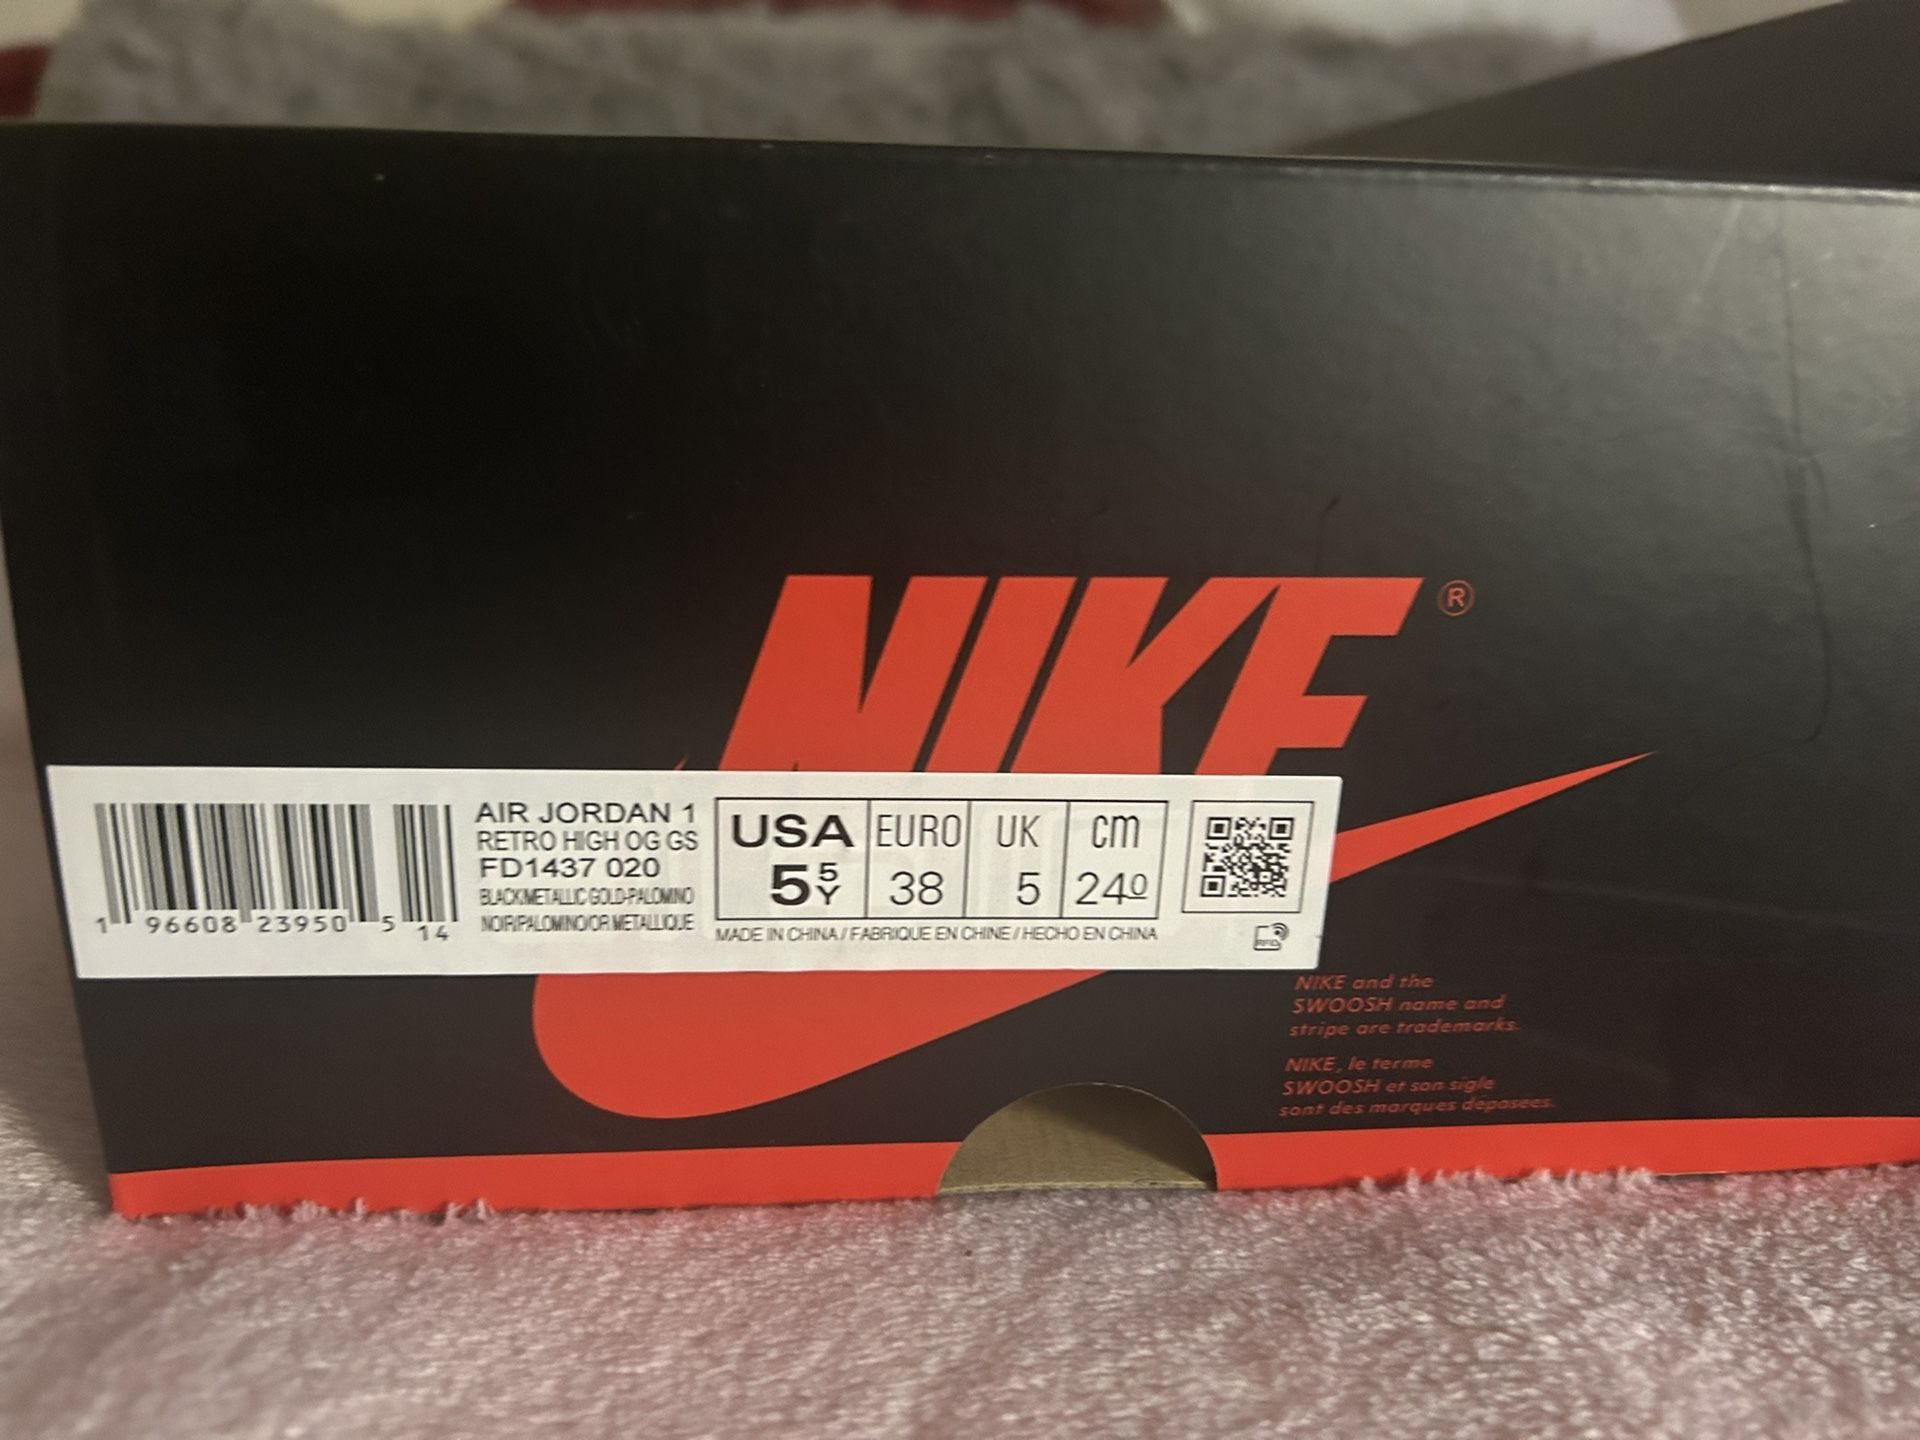 NIKE®
AIR JORDAN 1
RETRO HIGH OG GS
FD1437 020
BLACK/METALLIC GOLD-PALOMINO
NOIR/PALOMINO/OR METALLIQUE
1 96608 23950 5 14
USA EURO UK cm
5 5 Y 38 5 24 0
MADE IN CHINA / FABRIQUE EN CHINE / HECHO EN CHINA
RFID
NIKE and the
SWOOSH name and
stripe are trademarks.
NIKE, le terme
SWOOSH et son sigle
sont des marques déposées.